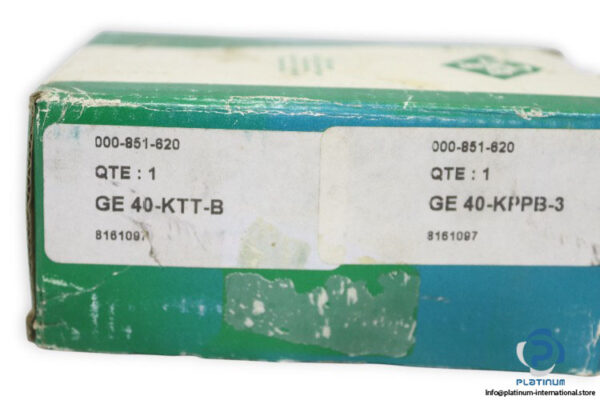 000-851-620
QTE : 1
GE 40-KTT-B
8161097
000-851-620
QTE : 1
GE 40-KPPB-3
8161097
PLATINUM
info@platinum-international.store